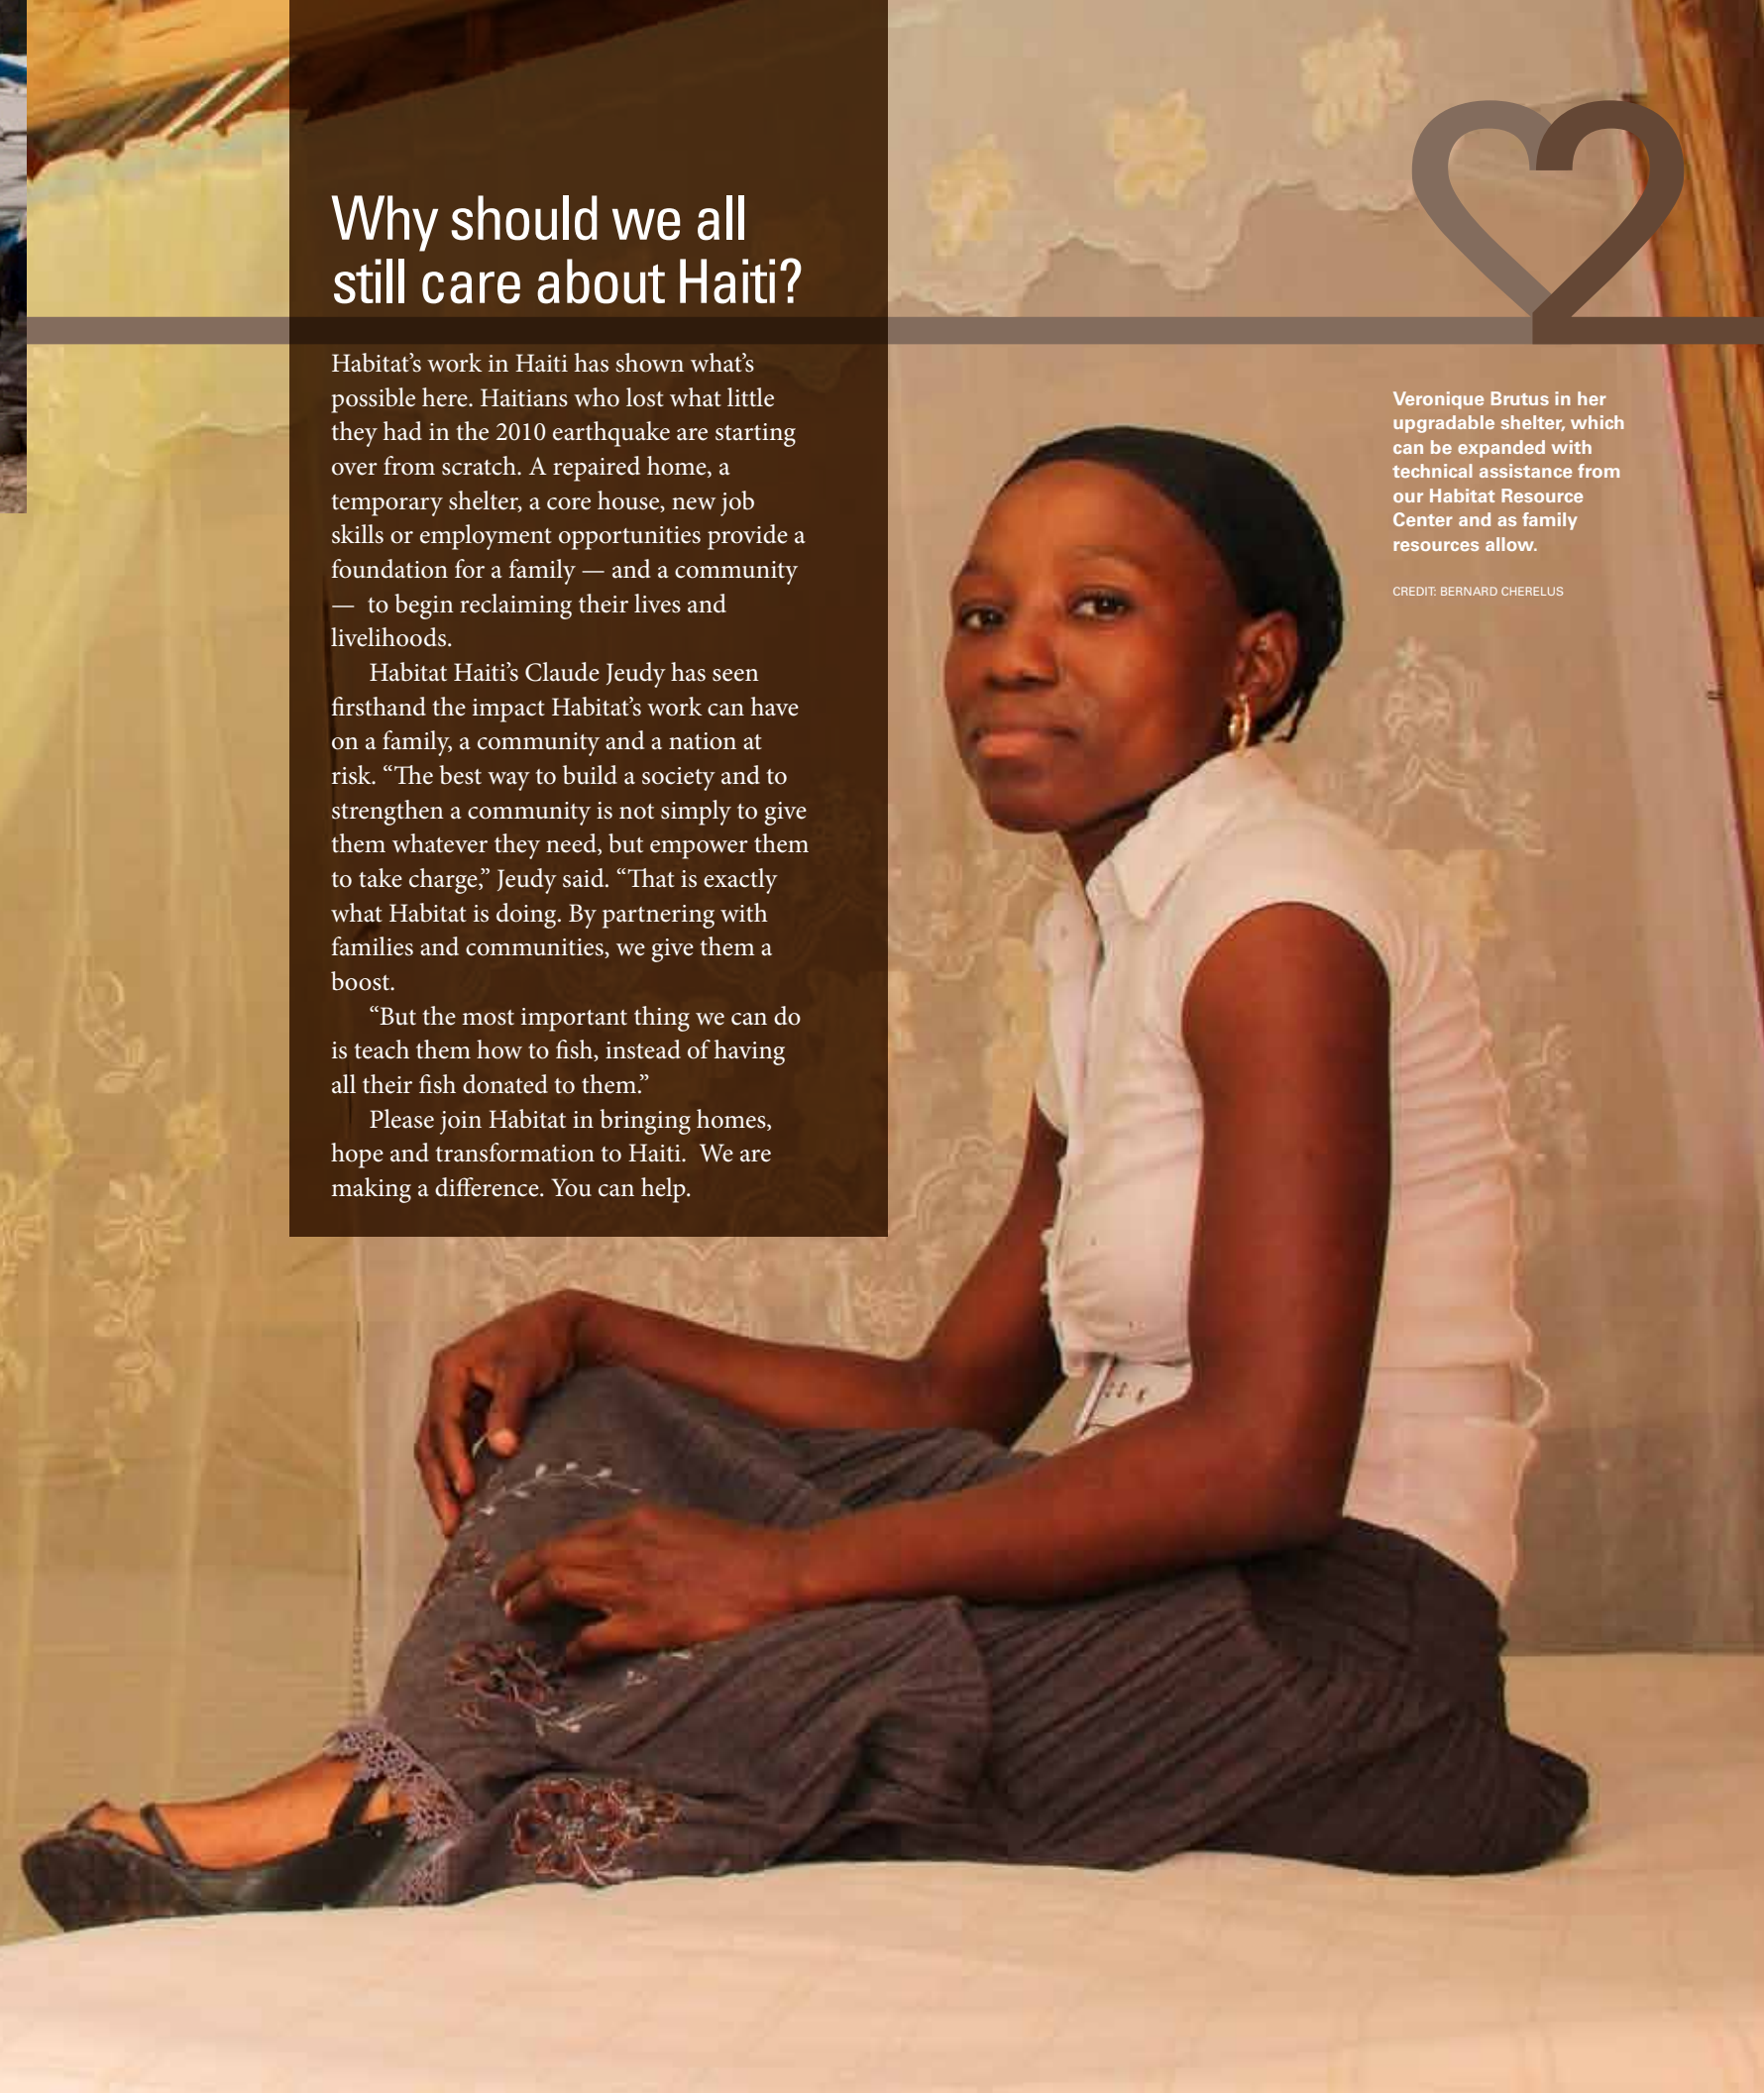 Why should we all
still care about Haiti?
Habitat’s work in Haiti has shown what’s
possible here. Haitians who lost what little
they had in the 2010 earthquake are starting
over from scratch. A repaired home, a
temporary shelter, a core house, new job
skills or employment opportunities provide a
foundation for a family — and a community
—  to begin reclaiming their lives and
livelihoods.
Habitat Haiti’s Claude Jeudy has seen
firsthand the impact Habitat’s work can have
on a family, a community and a nation at
risk. “The best way to build a society and to
strengthen a community is not simply to give
them whatever they need, but empower them
to take charge,” Jeudy said. “That is exactly
what Habitat is doing. By partnering with
families and communities, we give them a
boost.
“But the most important thing we can do
is teach them how to fish, instead of having
all their fish donated to them.”
Please join Habitat in bringing homes,
hope and transformation to Haiti.  We are
making a difference. You can help.
Veronique Brutus in her
upgradable shelter, which
can be expanded with
technical assistance from
our Habitat Resource
Center and as family
resources allow.
CREDIT: BERNARD CHERELUS